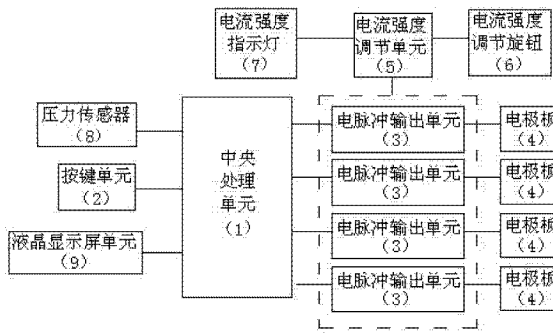 电流强度
指示灯
(7)
电流强度
调节单元
(5)
电流强度
调节旋钮
(6)
压力传感器
(8)
按键单元
(2)
液晶显示屏单元
(9)
中央
处理
单元
(1)
电脉冲输出单元
(3)
电极板
(4)
电脉冲输出单元
(3)
电极板
(4)
电脉冲输出单元
(3)
电极板
(4)
电脉冲输出单元
(3)
电极板
(4)